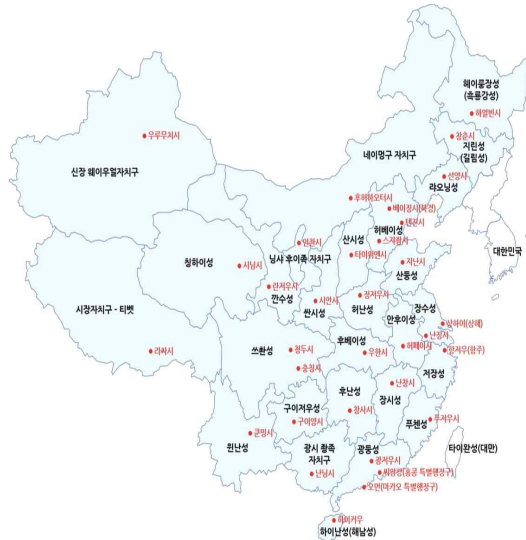 헤이룽장성
(흑룡강성)
하얼빈시
우루무치시
창춘시
지린성
(길림성)
네이멍구 자치구
신장 웨이우얼자치구
선양시
랴오닝성
후허하오터시
베이징시(북경)
톈진시
허베이성
스자좡시
산시성
인촨시
대한민국
칭하이성
닝샤 후이족 자치구
타이위엔시
시닝시
지난시
산둥성
란저우시
깐수성
정저우시
시장자치구 - 티벳
시안시
싼시성
허난성
장수성
안후이성
상하이(상해)
난징시
후베이성
쓰촨성
청두시
허페이시
항저우(항주)
라싸시
우한시
충칭시
저장성
난창시
후난성
구이저우성
장시성
창사시
푸저우시
구이양시
푸첸성
쿤밍시
광둥성
광시 좡족
자치구
타이완성(대만)
윈난성
광저우시
난닝시
오먼(마카오 특별행정구)
하이커우
하이난성(해남성)